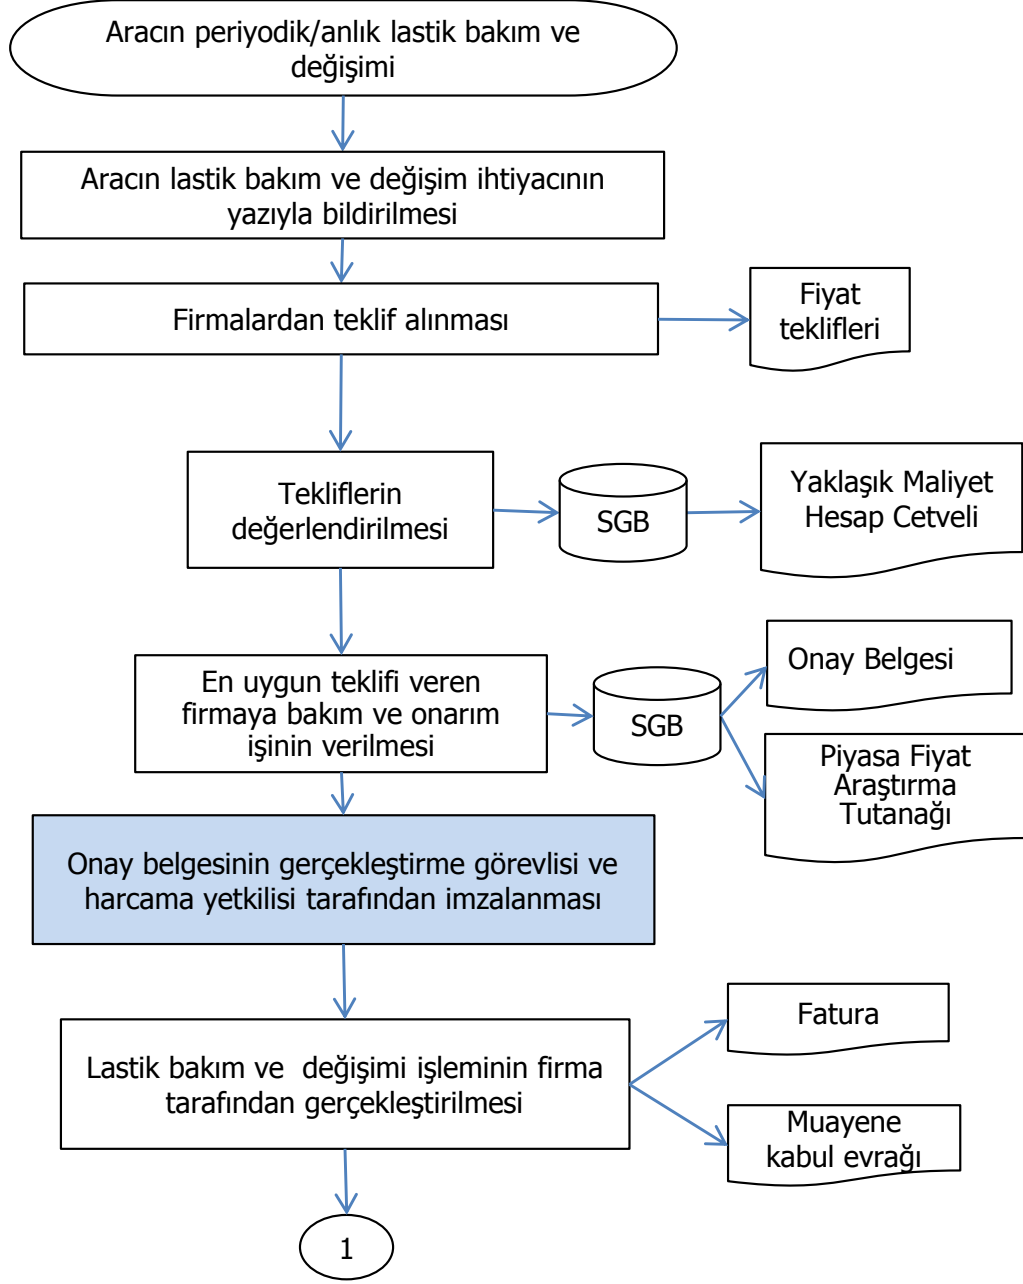 Aracın periyodik/anlık lastik bakım ve
değişimi
Aracın lastik bakım ve değişim ihtiyacının
yazıyla bildirilmesi
Firmalardan teklif alınması
Fiyat
teklifleri
Tekliflerin
değerlendirilmesi
SGB
Yaklaşık Maliyet
Hesap Cetveli
En uygun teklifi veren
firmaya bakım ve onarım
işinin verilmesi
SGB
Onay Belgesi
Piyasa Fiyat
Araştırma
Tutanağı
Onay belgesinin gerçekleştirme görevlisi ve
harcama yetkilisi tarafından imzalanması
Lastik bakım ve  değişimi işleminin firma
tarafından gerçekleştirilmesi
Fatura
Muayene
kabul evrağı
1